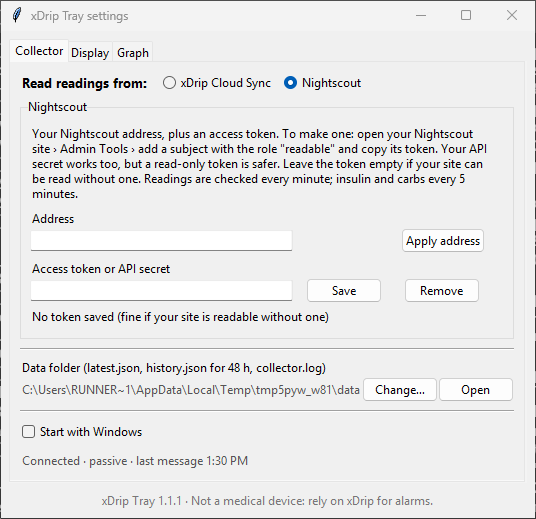 xDrip Tray settings
Collector Display Graph
Read readings from: xDrip Cloud Sync Nightscout
Nightscout
Your Nightscout address, plus an access token. To make one: open your Nightscout
site › Admin Tools › add a subject with the role "readable" and copy its token. Your API
secret works too, but a read-only token is safer. Leave the token empty if your site can
be read without one. Readings are checked every minute; insulin and carbs every 5
minutes.
Address
Apply address
Access token or API secret
Save Remove
No token saved (fine if your site is readable without one)
Data folder (latest.json, history.json for 48 h, collector.log)
C:\Users\RUNNER~1\AppData\Local\Temp\tmp5pyw_w81\data Change... Open
Start with Windows
Connected · passive · last message 1:30 PM
xDrip Tray 1.1.1 · Not a medical device: rely on xDrip for alarms.